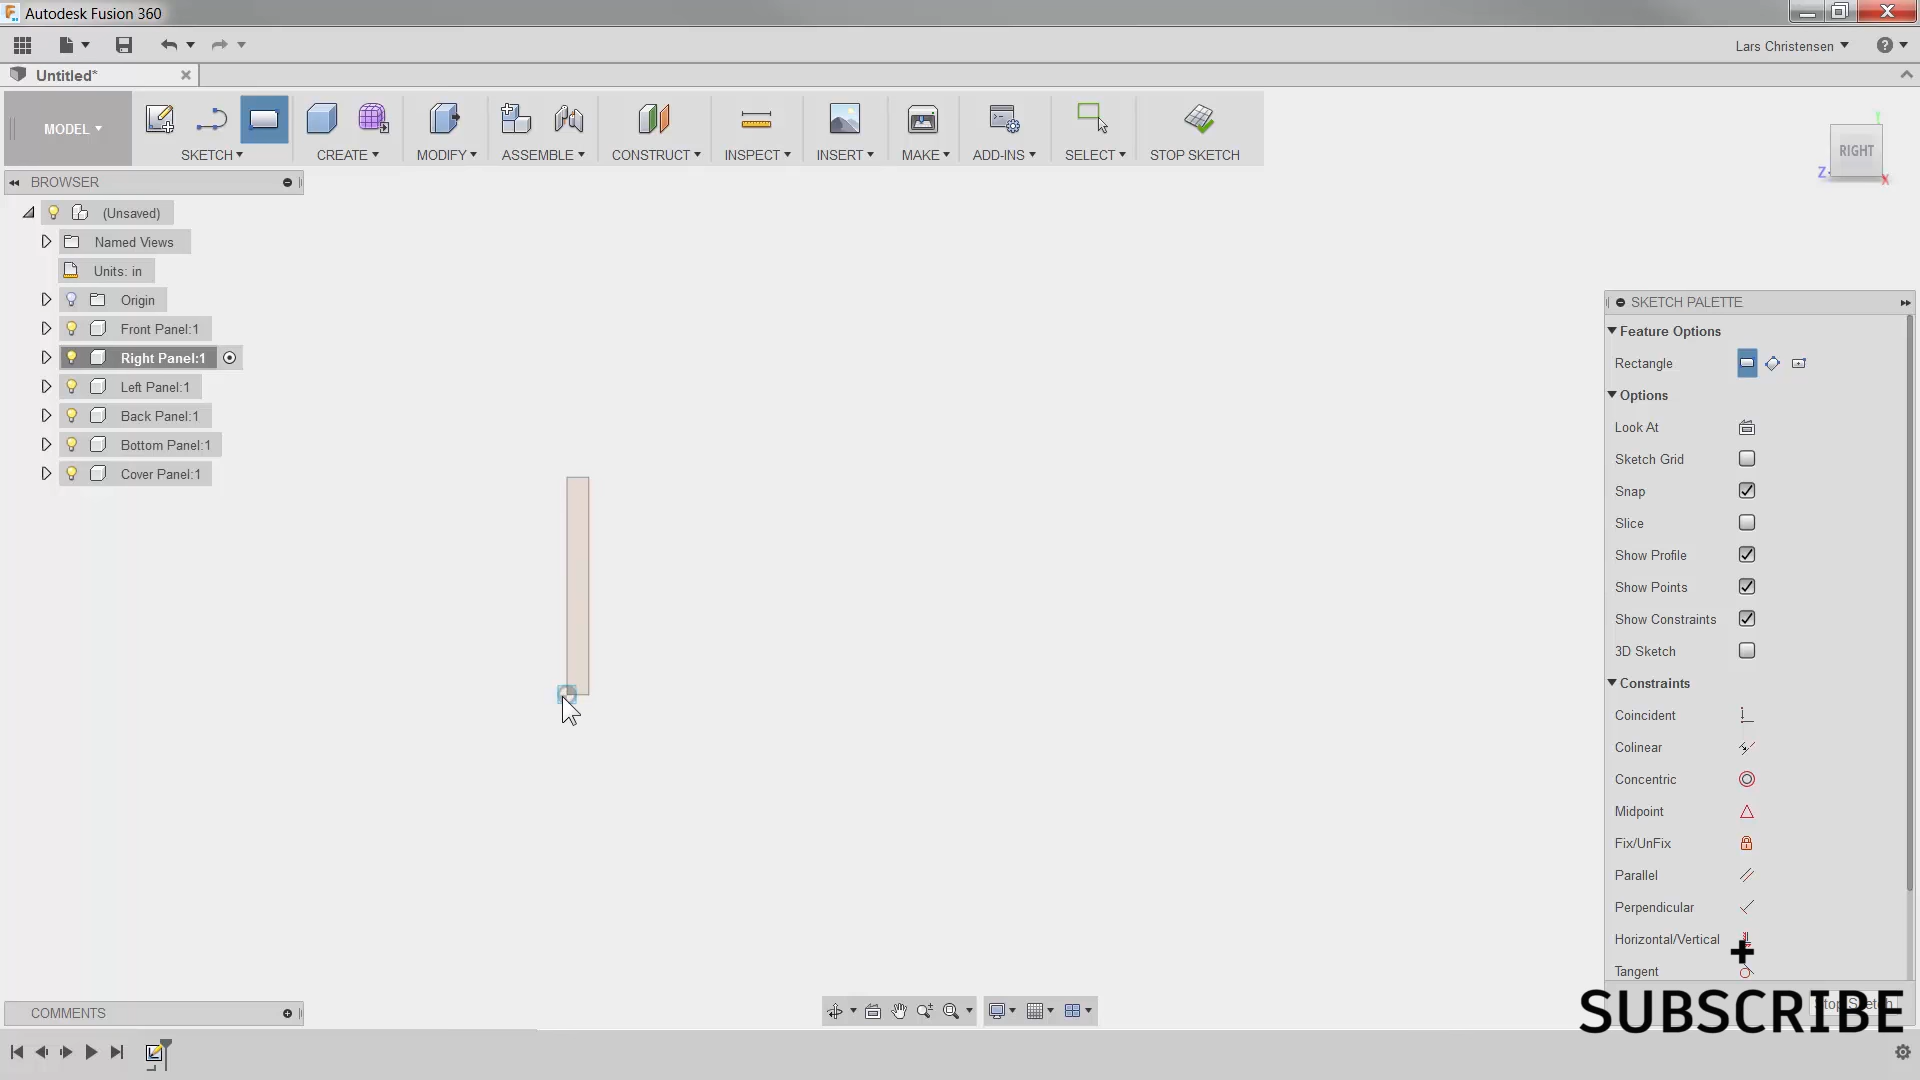 Autodesk Fusion 360
Lars Christensen
Untitled*
MODEL
SKETCH
CREATE
MODIFY
ASSEMBLE
CONSTRUCT
INSPECT
INSERT
MAKE
ADD-INS
SELECT
STOP SKETCH
RIGHT
Z
X
BROWSER
(Unsaved)
Named Views
Units: in
Origin
Front Panel:1
Right Panel:1
Left Panel:1
Back Panel:1
Bottom Panel:1
Cover Panel:1
SKETCH PALETTE
Feature Options
Rectangle
Options
Look At
Sketch Grid
Snap
Slice
Show Profile
Show Points
Show Constraints
3D Sketch
Constraints
Coincident
Colinear
Concentric
Midpoint
Fix/UnFix
Parallel
Perpendicular
Horizontal/Vertical
Tangent
Stop Sketch
SUBSCRIBE
COMMENTS